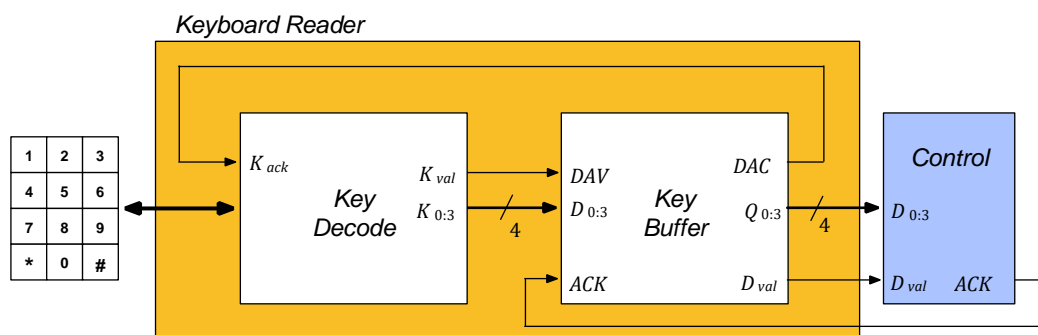 Keyboard Reader
1 2 3
4 5 6
7 8 9
* 0 #
K ack
K val
K 0:3
Key
Decode
4
DAV
D 0:3
ACK
Key
Buffer
DAC
Q 0:3
D val
4
Control
D 0:3
D val
ACK